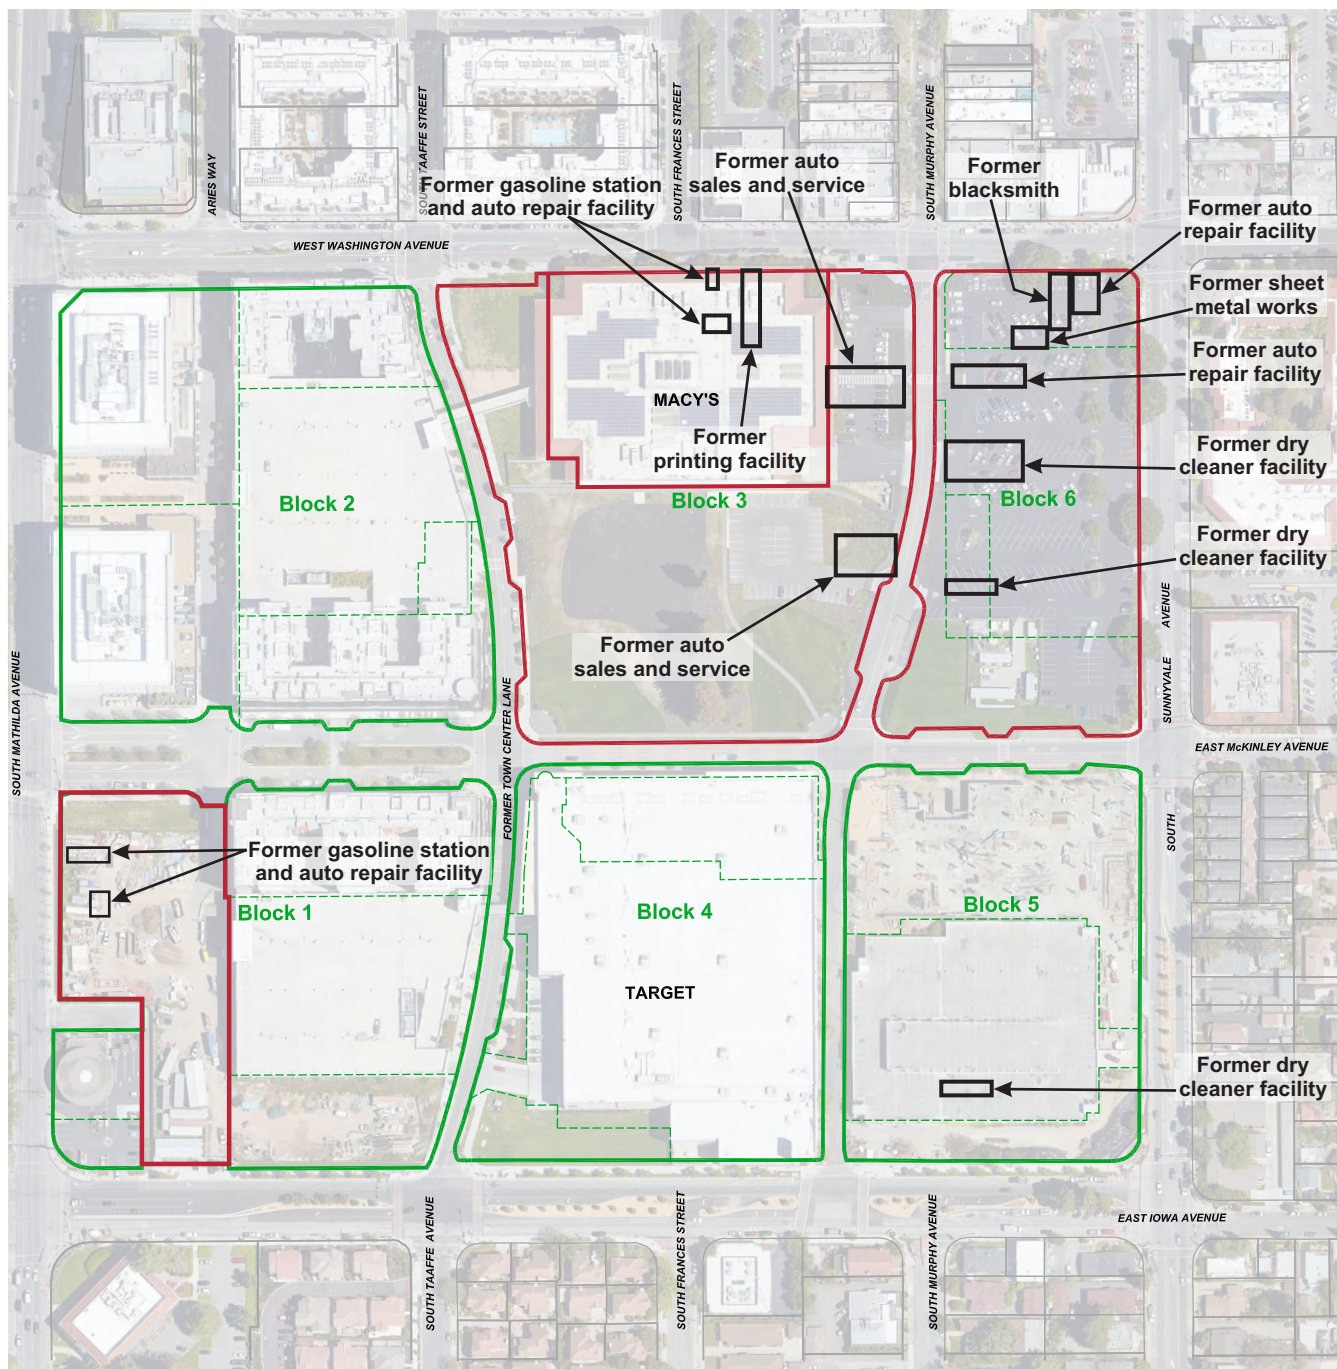 ARIES WAY
SOUTH TAAFFE STREET
SOUTH FRANCES STREET
SOUTH MURPHY AVENUE
Former gasoline station
and auto repair facility
Former auto
sales and service
Former
blacksmith
Former auto
repair facility
WEST WASHINGTON AVENUE
Former sheet
metal works
Former auto
repair facility
MACY'S
Former
printing facility
Former dry
cleaner facility
Block 2
Block 3
Block 6
Former dry
cleaner facility
Former auto
sales and service
SOUTH MATHILDA AVENUE
FORMER TOWN CENTER LANE
SOUTH SUNNYVALE AVENUE
EAST McKINLEY AVENUE
Former gasoline station
and auto repair facility
Block 1
Block 4
Block 5
TARGET
Former dry
cleaner facility
SOUTH TAAFFE AVENUE
SOUTH FRANCES STREET
SOUTH MURPHY AVENUE
EAST IOWA AVENUE